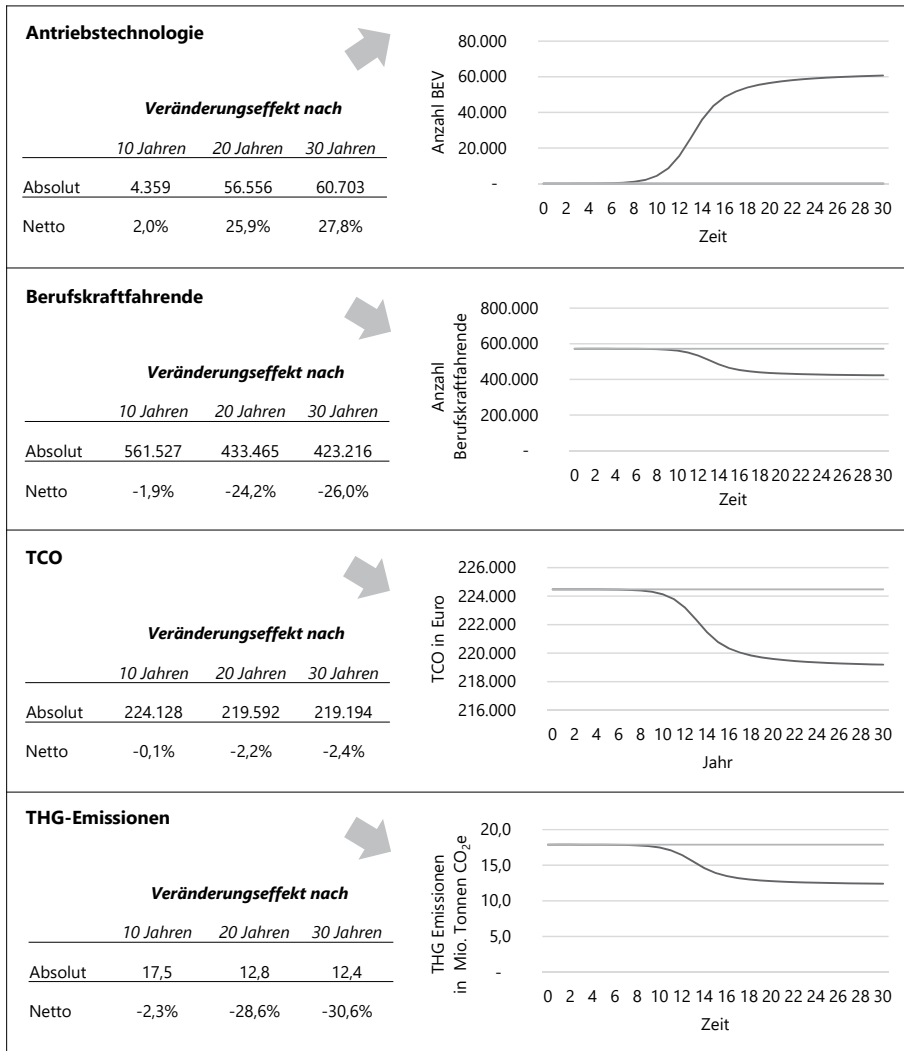 Antriebstechnologie
Veränderungseffekt nach
10 Jahren 20 Jahren 30 Jahren
Absolut 4.359 56.556 60.703
Netto 2,0% 25,9% 27,8%
Anzahl BEV
80.000
60.000
40.000
20.000
-
0 2 4 6 8 10 12 14 16 18 20 22 24 26 28 30
Zeit
Berufskraftfahrende
Veränderungseffekt nach
10 Jahren 20 Jahren 30 Jahren
Absolut 561.527 433.465 423.216
Netto -1,9% -24,2% -26,0%
Anzahl
Berufskraftfahrende
800.000
600.000
400.000
200.000
-
0 2 4 6 8 10 12 14 16 18 20 22 24 26 28 30
Zeit
TCO
Veränderungseffekt nach
10 Jahren 20 Jahren 30 Jahren
Absolut 224.128 219.592 219.194
Netto -0,1% -2,2% -2,4%
TCO in Euro
226.000
224.000
222.000
220.000
218.000
216.000
0 2 4 6 8 10 12 14 16 18 20 22 24 26 28 30
Jahr
THG-Emissionen
Veränderungseffekt nach
10 Jahren 20 Jahren 30 Jahren
Absolut 17,5 12,8 12,4
Netto -2,3% -28,6% -30,6%
THG Emissionen
in Mio. Tonnen CO₂e
20,0
15,0
10,0
5,0
-
0 2 4 6 8 10 12 14 16 18 20 22 24 26 28 30
Zeit